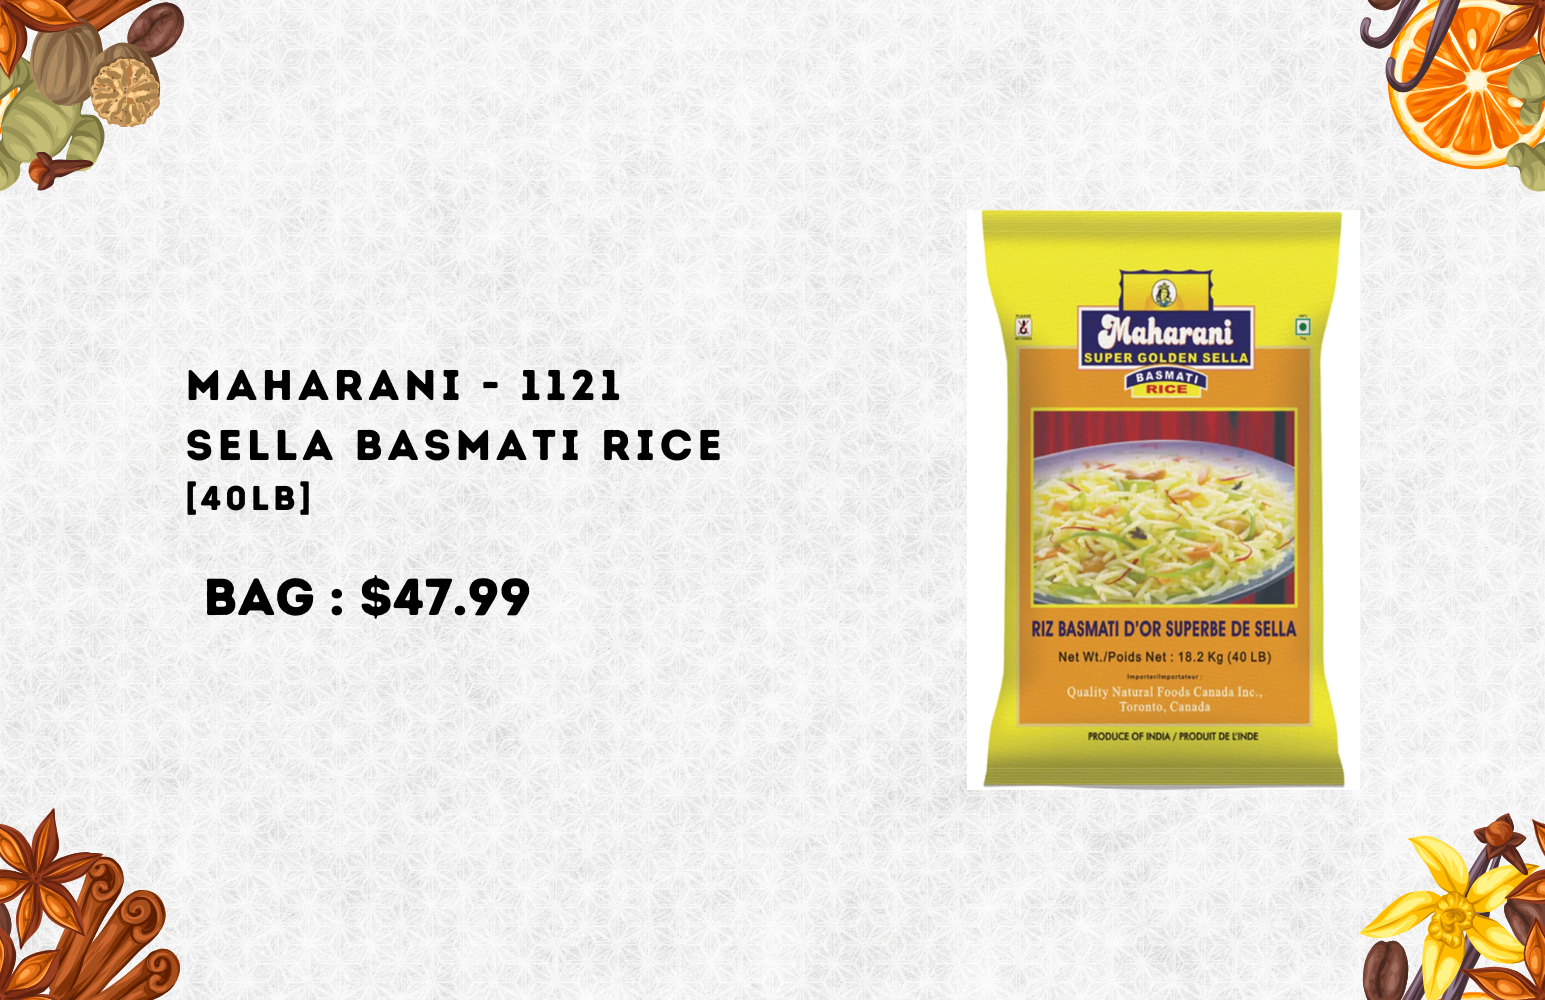 MAHARANI - 1121
SELLA BASMATI RICE
[40LB]
BAG : $47.99
Maharani
SUPER GOLDEN SELLA
BASMATI
RICE
RIZ BASMATI D'OR SUPERBE DE SELLA
Net Wt./Poids Net : 18.2 Kg (40 LB)
Importer/Importateur :
Quality Natural Foods Canada Inc.,
Toronto, Canada
PRODUCE OF INDIA / PRODUIT DE L'INDE